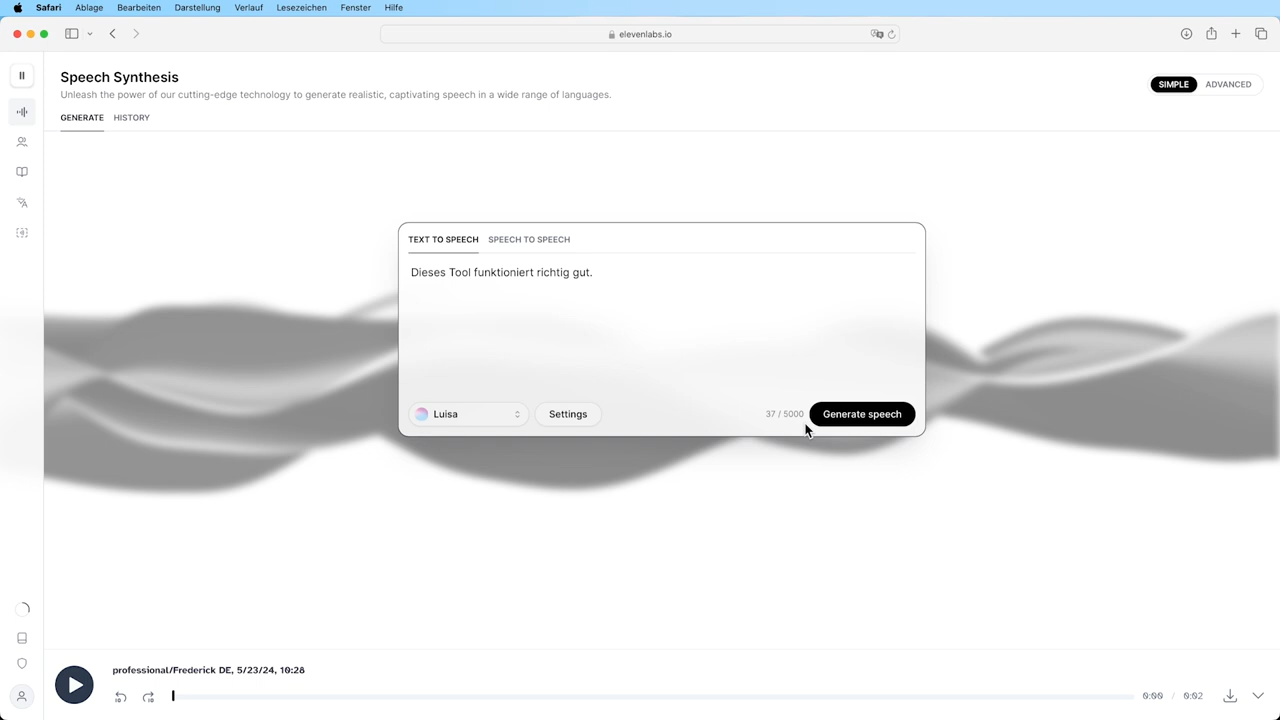 Safari Ablage Bearbeiten Darstellung Verlauf Lesezeichen Fenster Hilfe
elevenlabs.io
Speech Synthesis
Unleash the power of our cutting-edge technology to generate realistic, captivating speech in a wide range of languages.
SIMPLE ADVANCED
GENERATE HISTORY
TEXT TO SPEECH SPEECH TO SPEECH
Dieses Tool funktioniert richtig gut.
Luisa Settings 37 / 5000 Generate speech
professional/Frederick DE, 5/23/24, 10:28
10 10 0:00 / 0:02